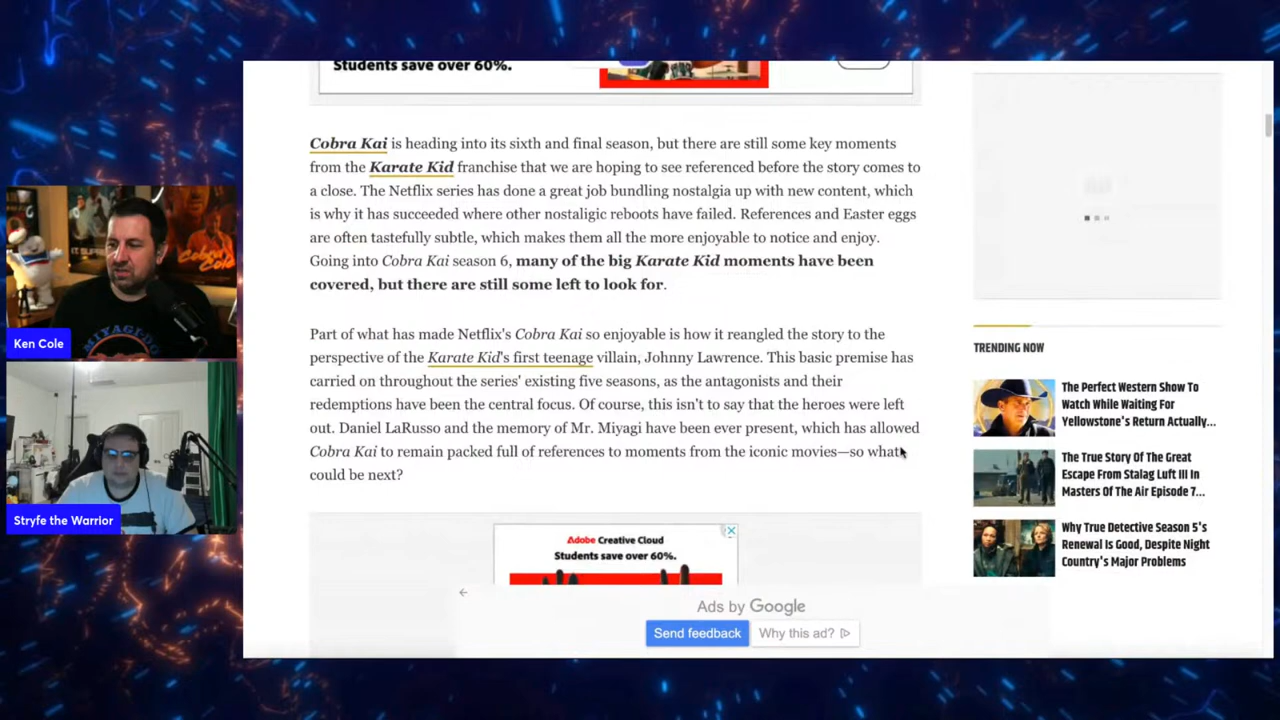 Students save over 60%.
Cobra Kai is heading into its sixth and final season, but there are still some key moments
from the Karate Kid franchise that we are hoping to see referenced before the story comes to
a close. The Netflix series has done a great job bundling nostalgia up with new content, which
is why it has succeeded where other nostaligic reboots have failed. References and Easter eggs
are often tastefully subtle, which makes them all the more enjoyable to notice and enjoy.
Going into Cobra Kai season 6, many of the big Karate Kid moments have been
covered, but there are still some left to look for.
Part of what has made Netflix's Cobra Kai so enjoyable is how it reangled the story to the
perspective of the Karate Kid's first teenage villain, Johnny Lawrence. This basic premise has
carried on throughout the series' existing five seasons, as the antagonists and their
redemptions have been the central focus. Of course, this isn't to say that the heroes were left
out. Daniel LaRusso and the memory of Mr. Miyagi have been ever present, which has allowed
Cobra Kai to remain packed full of references to moments from the iconic movies—so what
could be next?
Adobe Creative Cloud
Students save over 60%.
Ads by Google
Send feedback
Why this ad?
TRENDING NOW
The Perfect Western Show To
Watch While Waiting For
Yellowstone's Return Actually...
The True Story Of The Great
Escape From Stalag Luft III In
Masters Of The Air Episode 7...
Why True Detective Season 5's
Renewal Is Good, Despite Night
Country's Major Problems
Cobra Kai
MIYAGI-DO
Ken Cole
Stryfe the Warrior